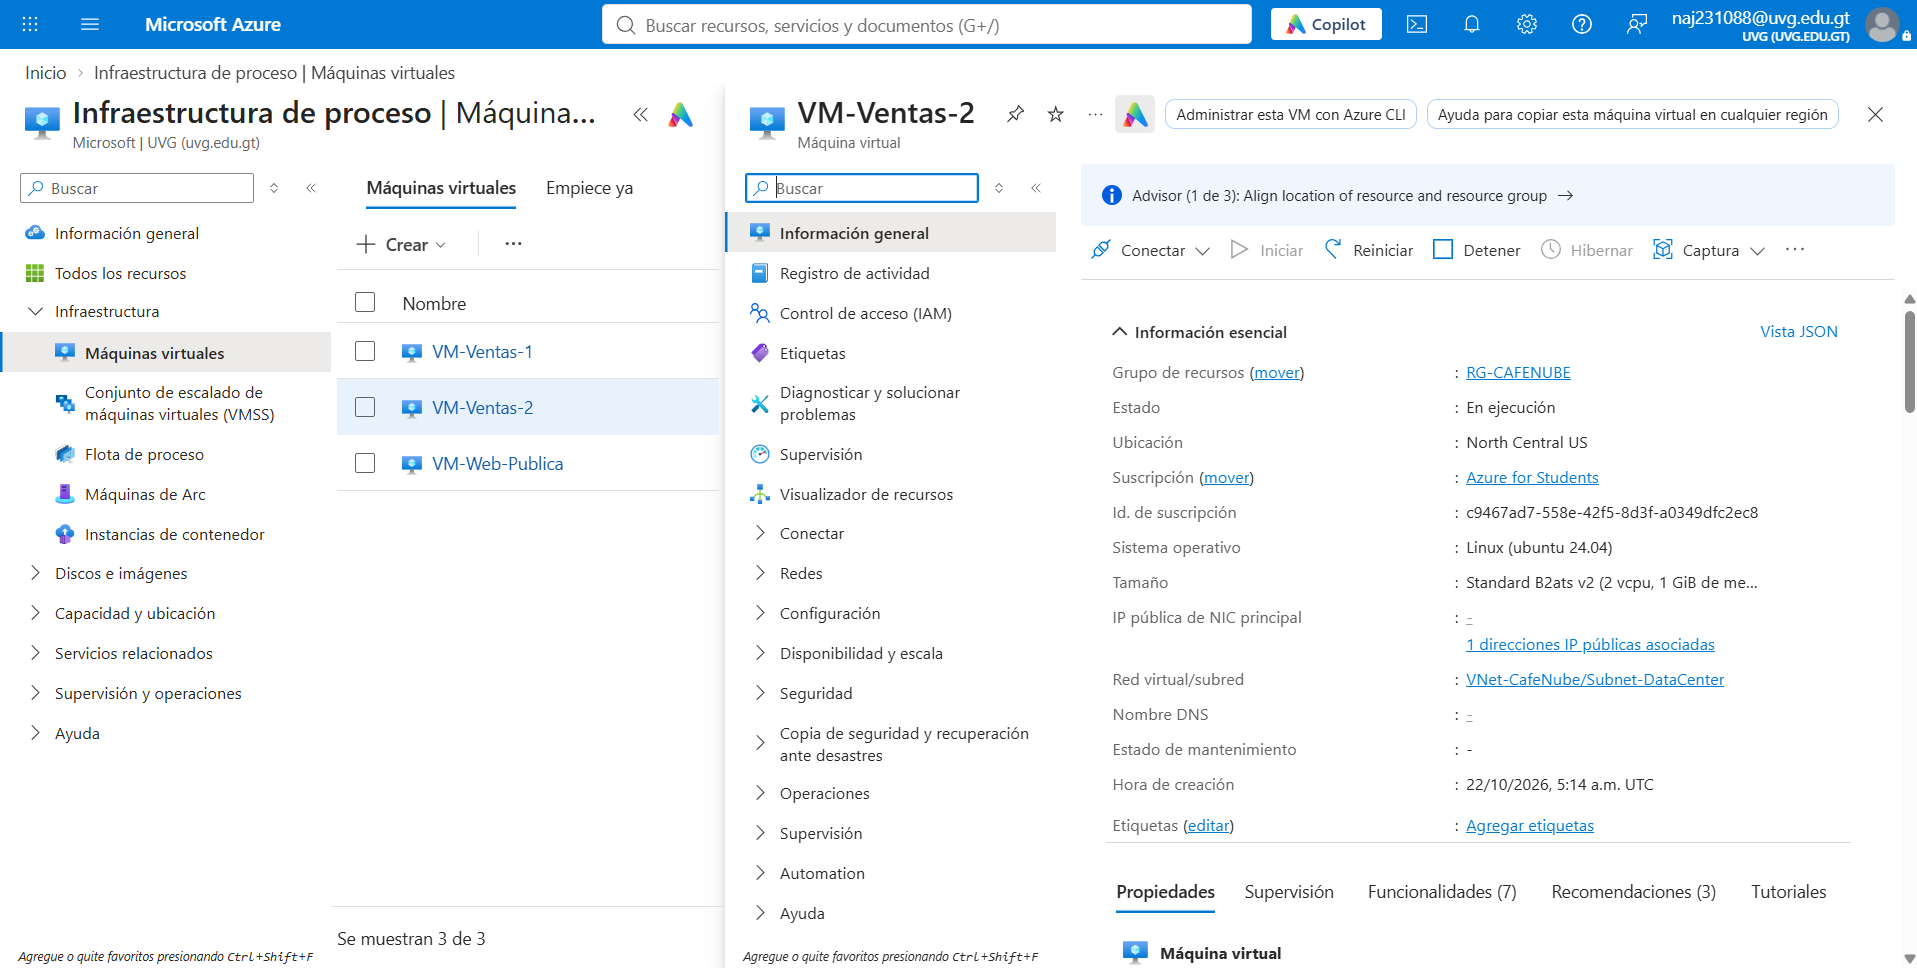 Microsoft Azure
Buscar recursos, servicios y documentos (G+/)
Copilot
naj231088@uvg.edu.gt
UVG (UVG.EDU.GT)
Inicio > Infraestructura de proceso | Máquinas virtuales
Infraestructura de proceso | Máquina...
Microsoft | UVG (uvg.edu.gt)
Buscar
Información general
Todos los recursos
Infraestructura
Máquinas virtuales
Conjunto de escalado de
máquinas virtuales (VMSS)
Flota de proceso
Máquinas de Arc
Instancias de contenedor
Discos e imágenes
Capacidad y ubicación
Servicios relacionados
Supervisión y operaciones
Ayuda
Agregue o quite favoritos presionando Ctrl+Shift+F
Máquinas virtuales Empiece ya
Crear ...
Nombre
VM-Ventas-1
VM-Ventas-2
VM-Web-Publica
Se muestran 3 de 3
VM-Ventas-2
Máquina virtual
Administrar esta VM con Azure CLI
Ayuda para copiar esta máquina virtual en cualquier región
Buscar
Información general
Registro de actividad
Control de acceso (IAM)
Etiquetas
Diagnosticar y solucionar
problemas
Supervisión
Visualizador de recursos
Conectar
Redes
Configuración
Disponibilidad y escala
Seguridad
Copia de seguridad y recuperación
ante desastres
Operaciones
Supervisión
Automation
Ayuda
Agregue o quite favoritos presionando Ctrl+Shift+F
Advisor (1 de 3): Align location of resource and resource group →
Conectar Iniciar Reiniciar Detener Hibernar Captura ...
Información esencial Vista JSON
Grupo de recursos (mover) : RG-CAFENUBE
Estado : En ejecución
Ubicación : North Central US
Suscripción (mover) : Azure for Students
Id. de suscripción : c9467ad7-558e-42f5-8d3f-a0349dfc2ec8
Sistema operativo : Linux (ubuntu 24.04)
Tamaño : Standard B2ats v2 (2 vcpu, 1 GiB de me...
IP pública de NIC principal : -
1 direcciones IP públicas asociadas
Red virtual/subred : VNet-CafeNube/Subnet-DataCenter
Nombre DNS : -
Estado de mantenimiento : -
Hora de creación : 22/10/2026, 5:14 a.m. UTC
Etiquetas (editar) : Agregar etiquetas
Propiedades Supervisión Funcionalidades (7) Recomendaciones (3) Tutoriales
Máquina virtual